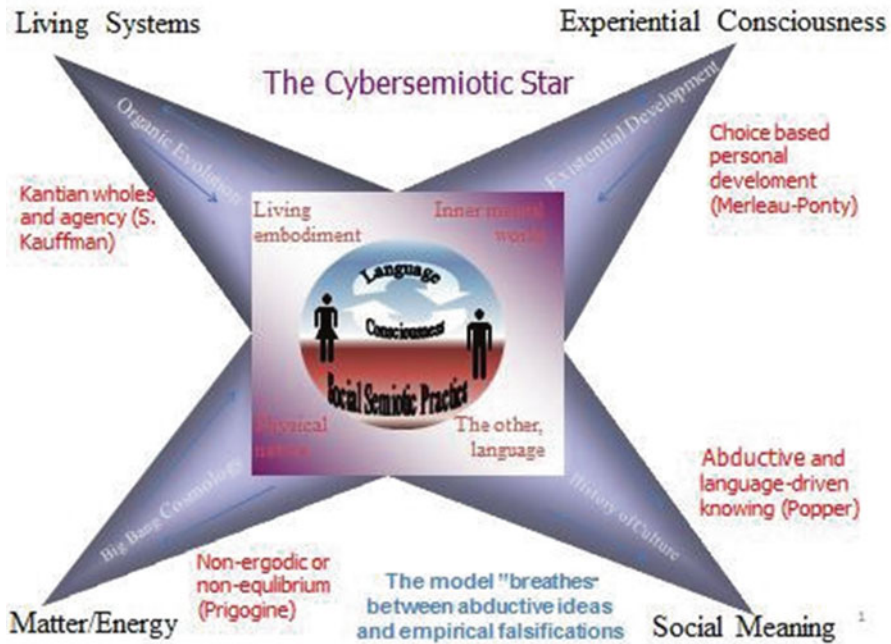 Living Systems
Experiential Consciousness
The Cybersemiotic Star
Organic Evolution
Existential Development
Kantian wholes
and agency (S.
Kauffman)
Choice based
personal
develoment
(Merleau-Ponty)
Living
embodiment
Inner mental
world
Language
Consciousness
Social Semiotic Practice
Physical
nature
The other,
language
Big Bang Cosmology
History of Culture
Abductive and
language-driven
knowing (Popper)
Non-ergodic or
non-equlibrium
(Prigogine)
The model "breathes"
between abductive ideas
and empirical falsifications
Matter/Energy
Social Meaning
1